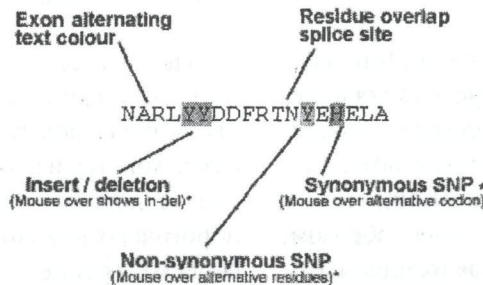 Exon alternating
text colour
Residue overlap
splice site
NARLYYDDFRTNYEHELA
Insert / deletion
(Mouse over shows in-del)*
Synonymous SNP
(Mouse over alternative codon)*
Non-synonymous SNP
(Mouse over alternative residues)*